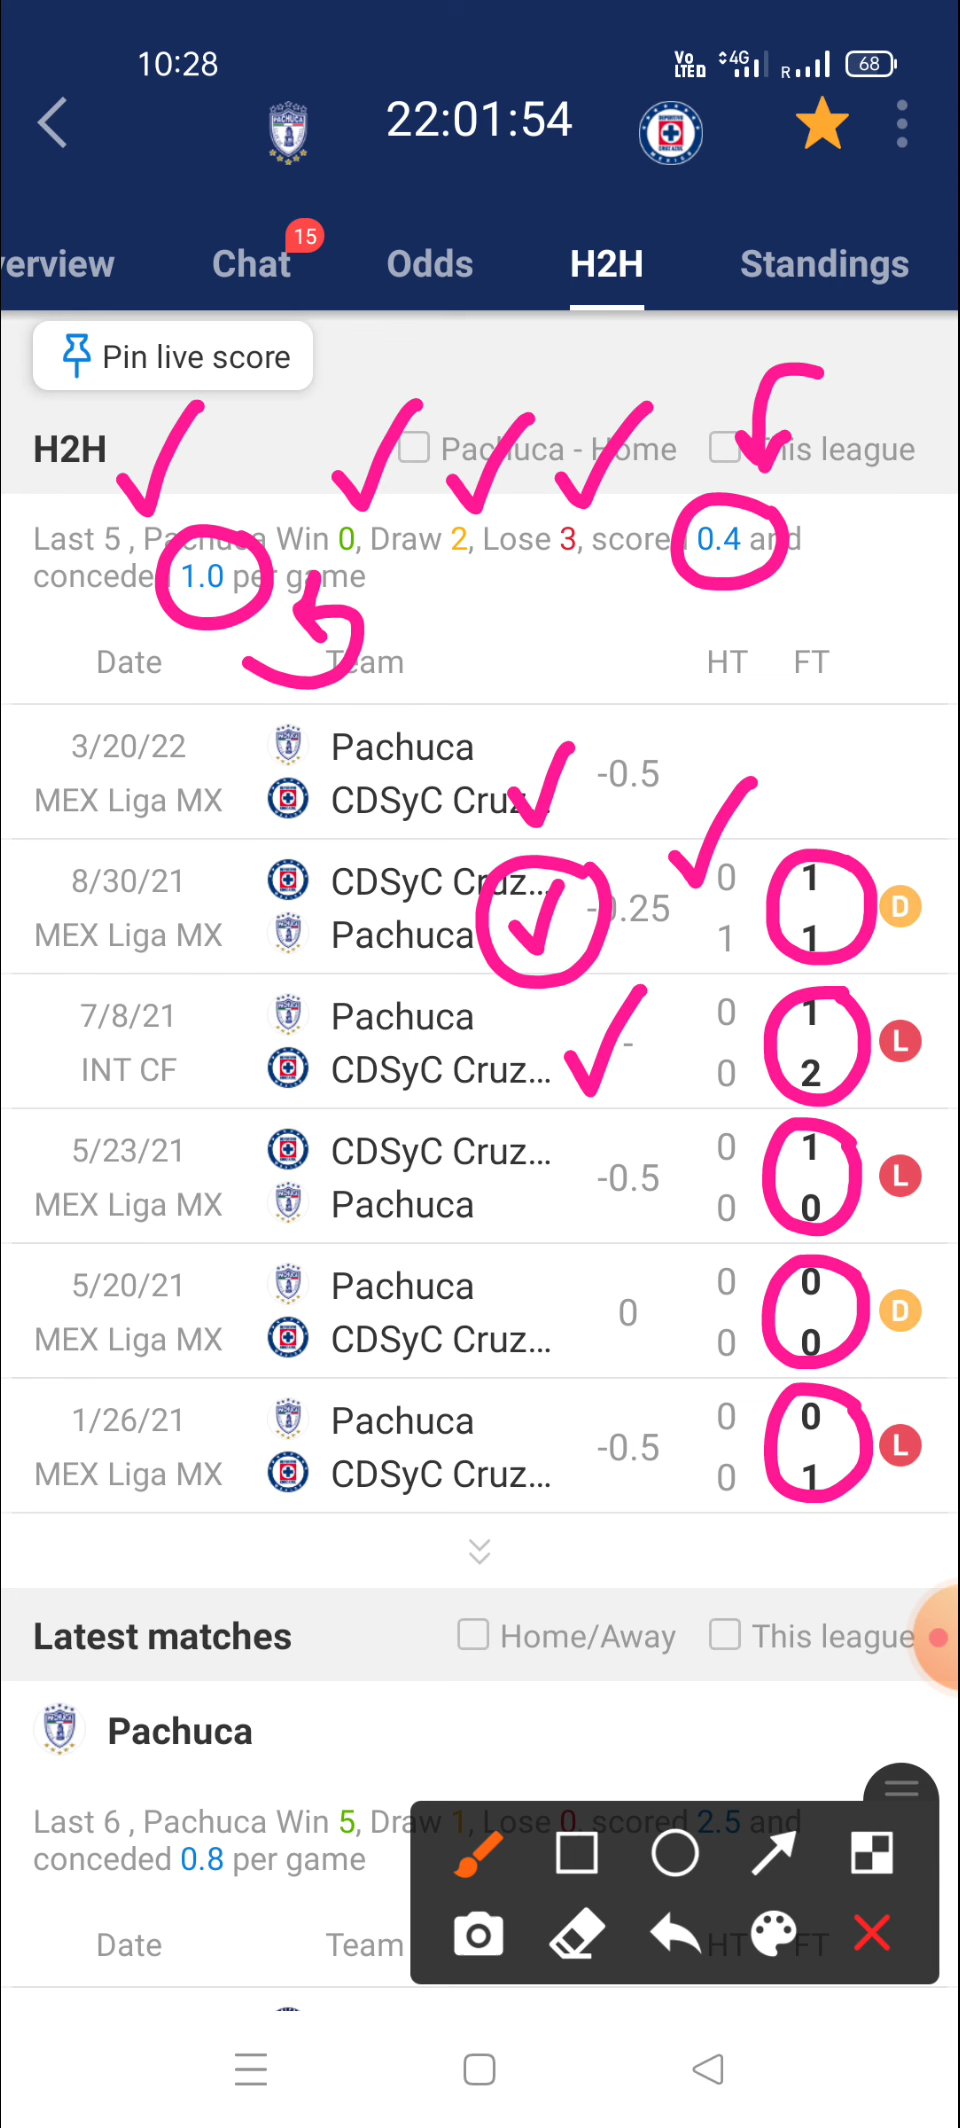 10:28
Vo LTED 4G R 68
22:01:54
verview Chat 15 Odds H2H Standings
Pin live score
H2H Pachuca - Home This league
Last 5 , Pachuca Win 0, Draw 2, Lose 3, scored 0.4 and
conceded 1.0 per game
Date Team HT FT
3/20/22 Pachuca -0.5
MEX Liga MX CDSyC Cruz...
8/30/21 CDSyC Cruz... -0.25 0 1 D
MEX Liga MX Pachuca 1 1
7/8/21 Pachuca - 0 1 L
INT CF CDSyC Cruz... 0 2
5/23/21 CDSyC Cruz... -0.5 0 1 L
MEX Liga MX Pachuca 0 0
5/20/21 Pachuca 0 0 0 D
MEX Liga MX CDSyC Cruz... 0 0
1/26/21 Pachuca -0.5 0 0 L
MEX Liga MX CDSyC Cruz... 0 1
Latest matches Home/Away This league
Pachuca
Last 6 , Pachuca Win 5, Draw 1, Lose 0, scored 2.5 and
conceded 0.8 per game
Date Team HT FT